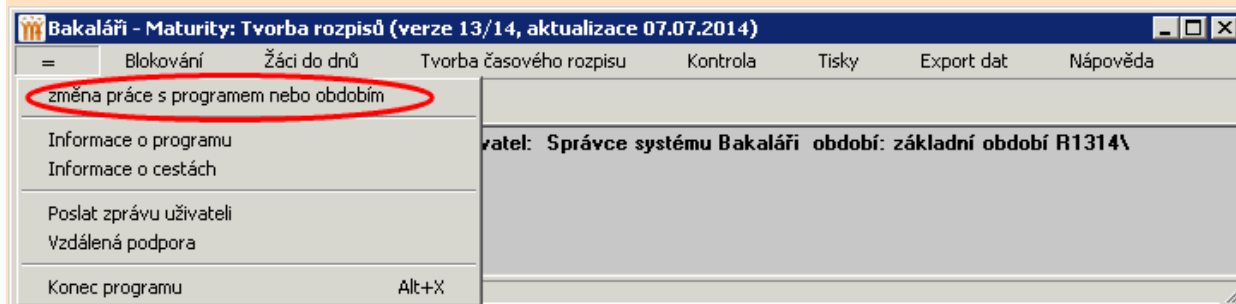 Bakaláři - Maturity: Tvorba rozpisů (verze 13/14, aktualizace 07.07.2014)
= Blokování Žáci do dnů Tvorba časového rozpisu Kontrola Tisky Export dat Nápověda
změna práce s programem nebo obdobím
Informace o programu
vatel: Správce systému Bakaláři období: základní období R1314\
Informace o cestách
Poslat zprávu uživateli
Vzdálená podpora
Konec programu Alt+X